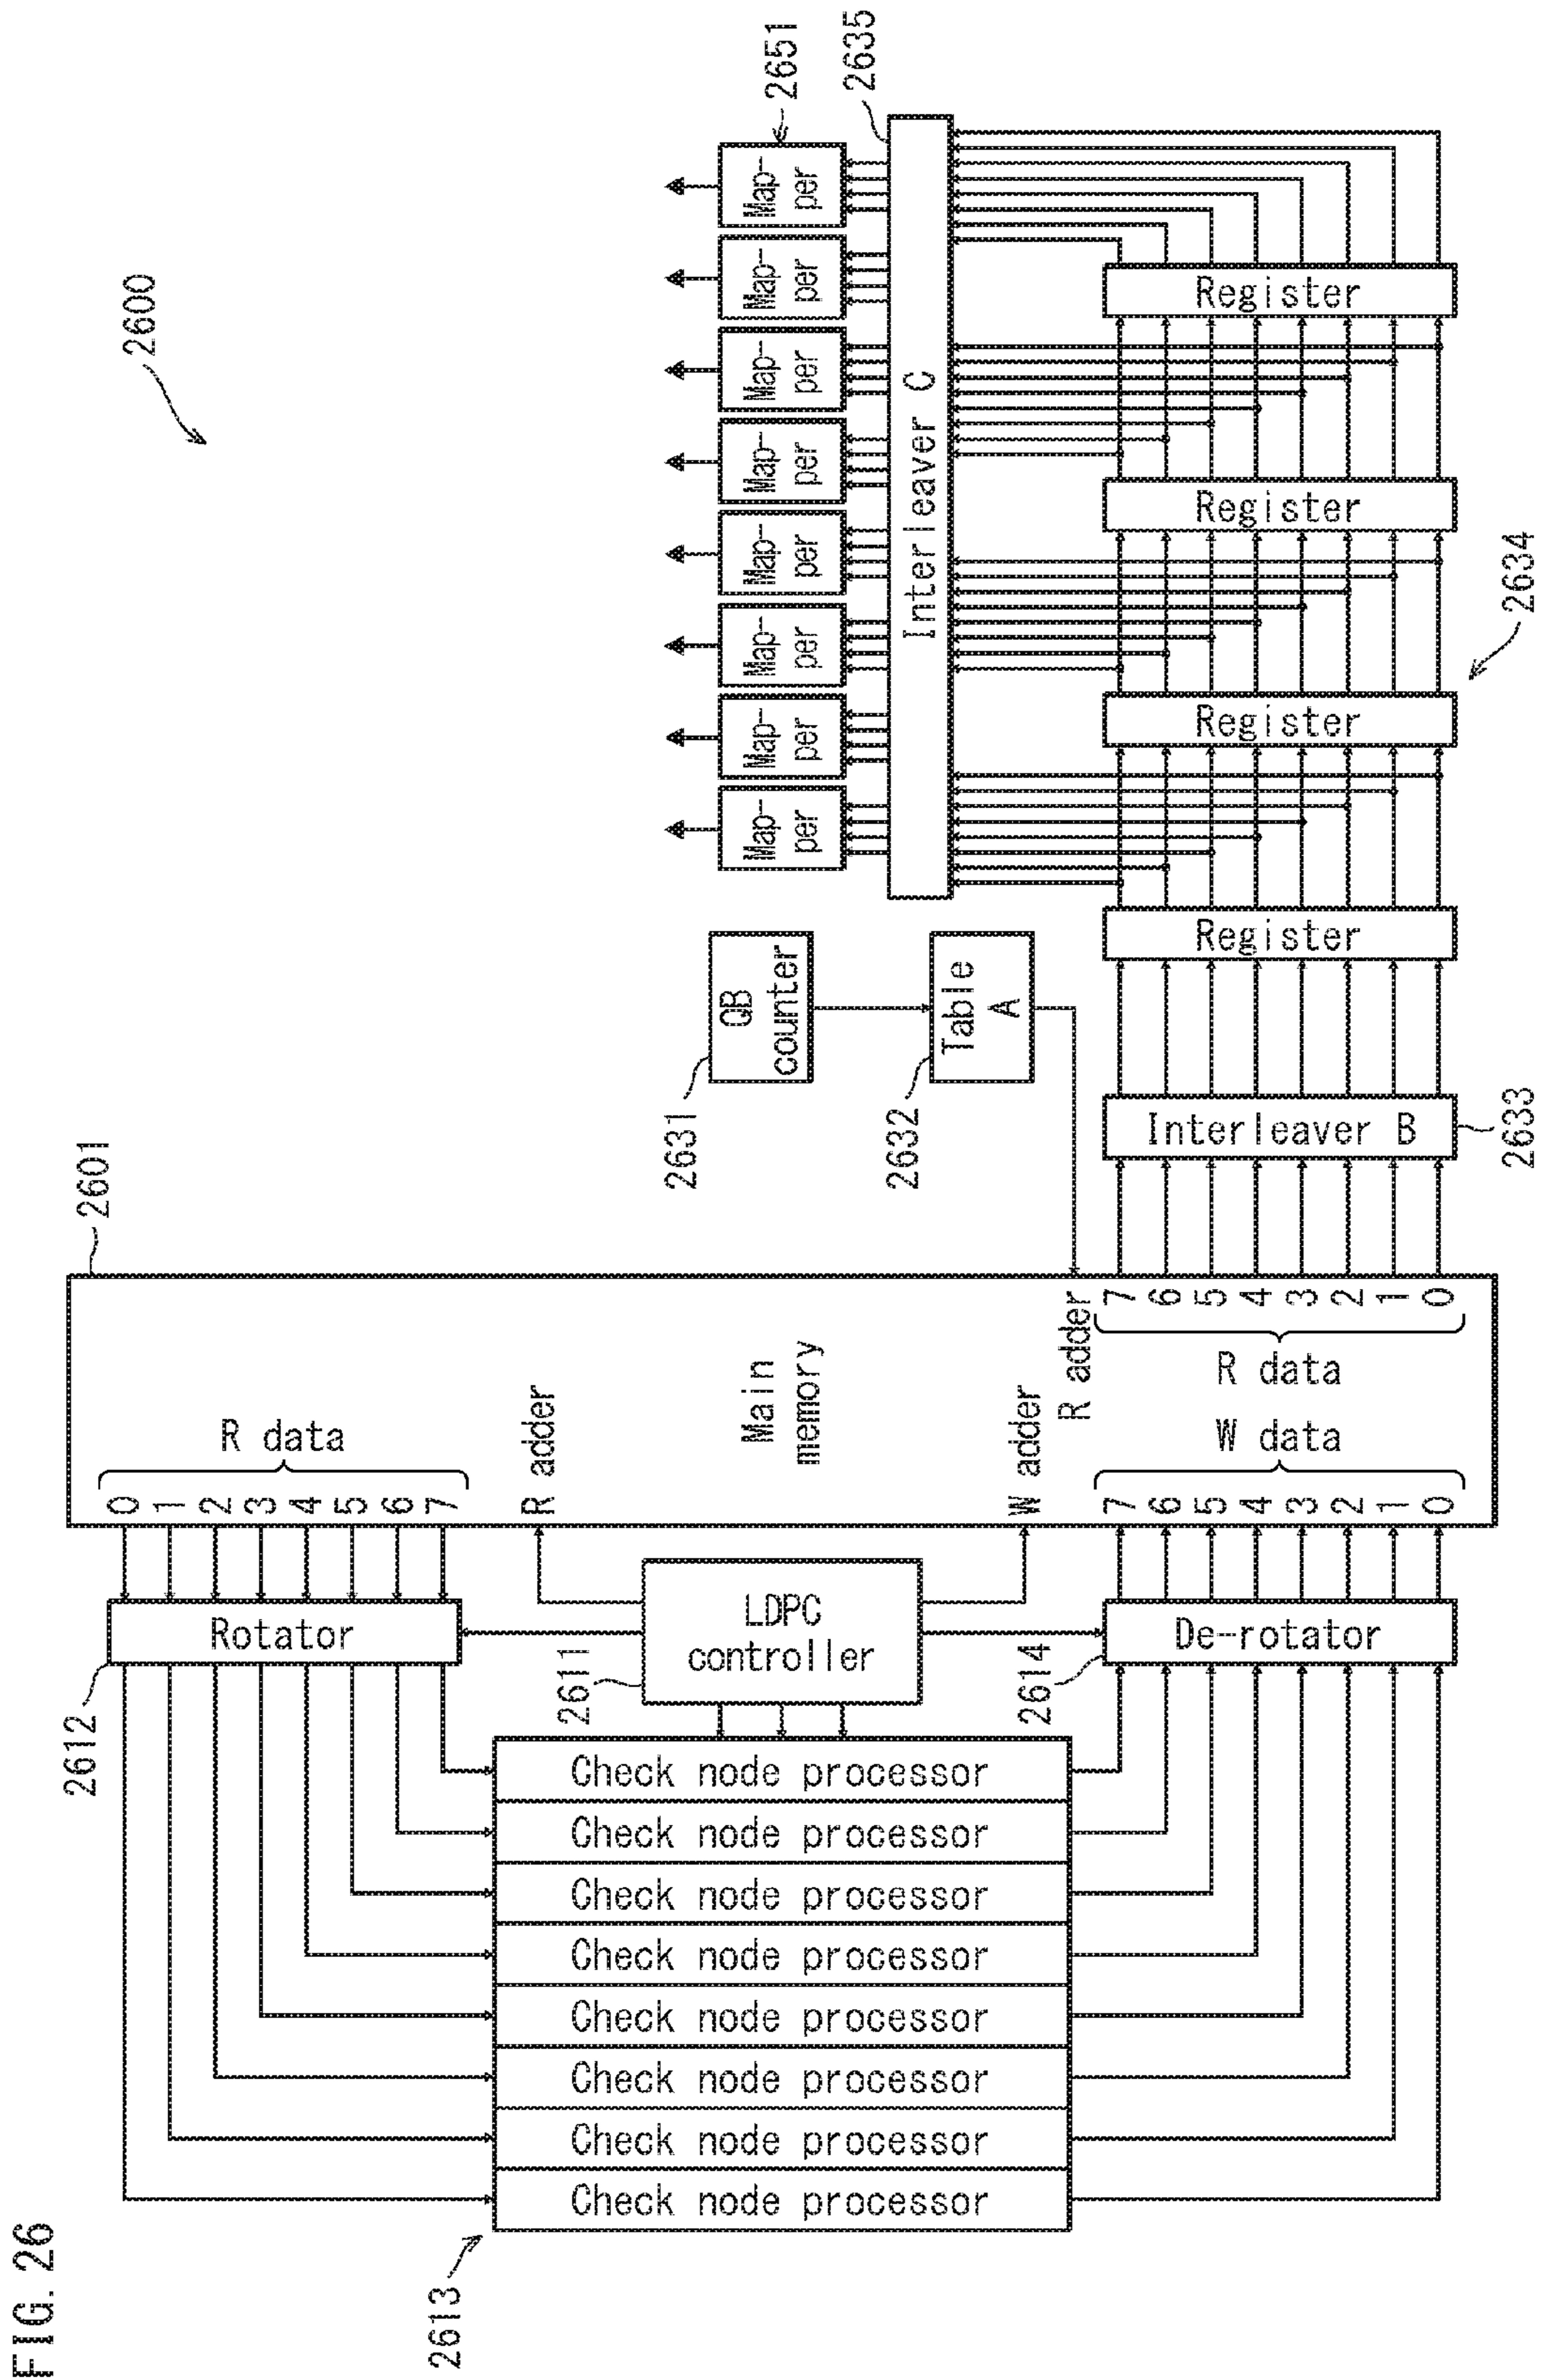 FIG. 26
2600
2601
2612
Rotator
R data
0
1
2
3
4
5
6
7
R adder
Main
memory
W adder
R adder
2611
LDPC
controller
2613
Check node processor
Check node processor
Check node processor
Check node processor
Check node processor
Check node processor
Check node processor
Check node processor
2614
De-rotator
W data
7
6
5
4
3
2
1
0
R data
7
6
5
4
3
2
1
0
2631
QB
counter
2632
Table
A
Interleaver B
2633
Register
Register
Register
Register
2634
Interleaver C
2635
Map-
per
Map-
per
Map-
per
Map-
per
Map-
per
Map-
per
Map-
per
Map-
per
2651